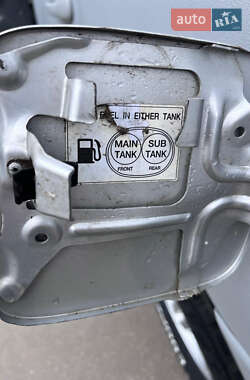 auto RIA
FUEL IN EITHER TANK
MAIN TANK
SUB TANK
FRONT
REAR